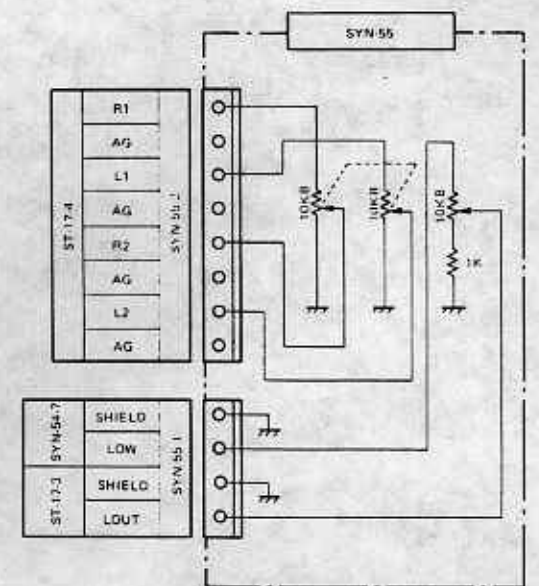 SYN-55
ST-17-4
R1
AG
L1
AG
R2
AG
L2
AG
SYN-55-2
10KB
10KB
10KB
1K
SYN-54-7
ST-17-3
SHIELD
LOW
SHIELD
LOUT
SYN-55-1